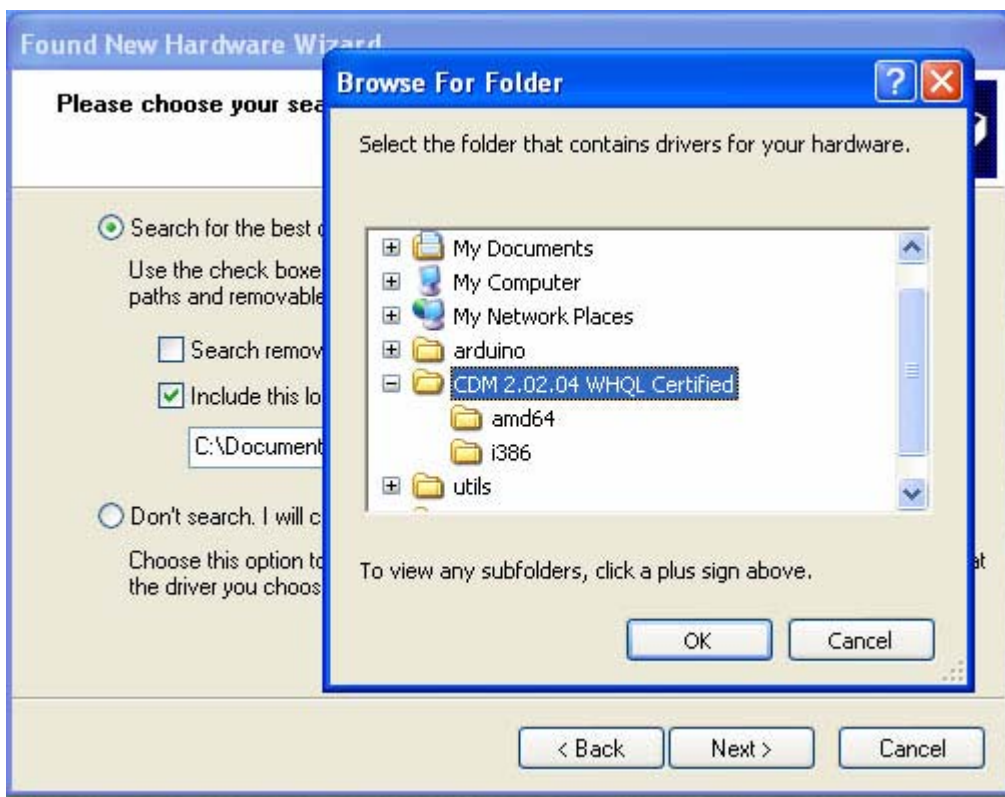 Found New Hardware Wizard
Please choose your sea
Search for the best
Use the check boxe
paths and removable
Search remov
Include this lo
C:\Document
Don't search. I will c
Choose this option to
at
the driver you choos
Browse For Folder
Select the folder that contains drivers for your hardware.
My Documents
My Computer
My Network Places
arduino
CDM 2.02.04 WHQL Certified
amd64
i386
utils
To view any subfolders, click a plus sign above.
OK
Cancel
< Back
Next >
Cancel